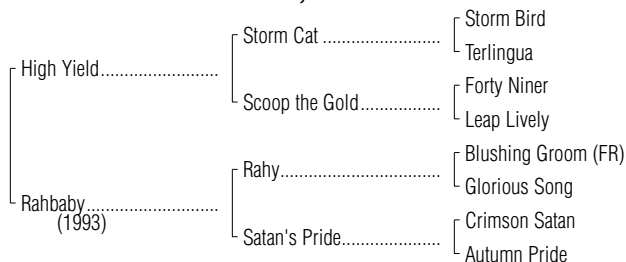 Storm Bird
Storm Cat ..............................
Terlingua
High Yield..............................
Forty Niner
Scoop the Gold....................
Leap Lively
Blushing Groom (FR)
Rahy........................................
Glorious Song
Rahbaby.................................
(1993)
Crimson Satan
Satan's Pride.........................
Autumn Pride